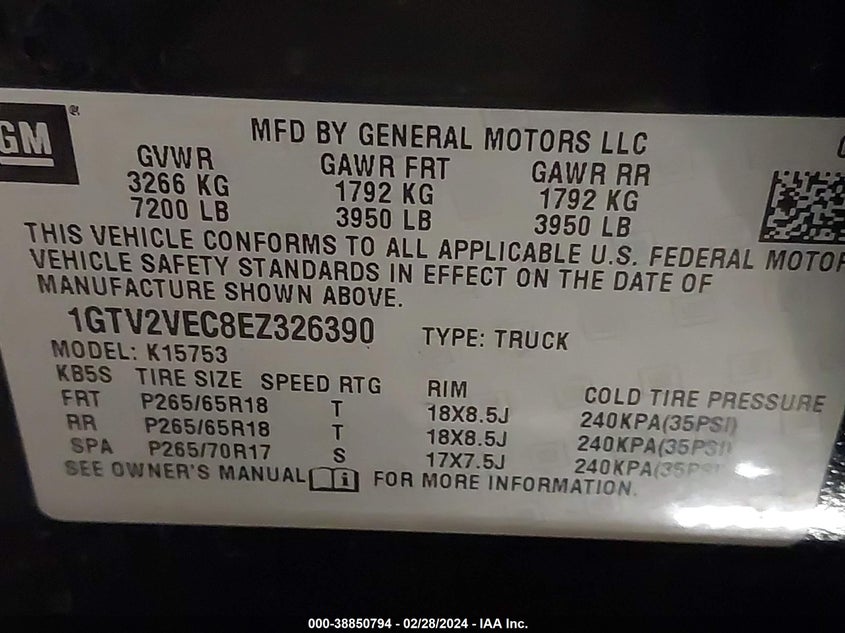 GM®
MFD BY GENERAL MOTORS LLC
GVWR GAWR FRT GAWR RR
3266 KG 1792 KG 1792 KG
7200 LB 3950 LB 3950 LB
THIS VEHICLE CONFORMS TO ALL APPLICABLE U.S. FEDERAL MOTOR
VEHICLE SAFETY STANDARDS IN EFFECT ON THE DATE OF
MANUFACTURE SHOWN ABOVE.
1GTV2VEC8EZ326390 TYPE: TRUCK
MODEL: K15753
KB5S TIRE SIZE SPEED RTG RIM COLD TIRE PRESSURE
FRT P265/65R18 T 18X8.5J 240KPA(35PSI)
RR P265/65R18 T 18X8.5J 240KPA(35PSI)
SPA P265/70R17 S 17X7.5J 240KPA(35PSI)
SEE OWNER'S MANUAL i FOR MORE INFORMATION.
000-38850794 - 02/28/2024 - IAA Inc.